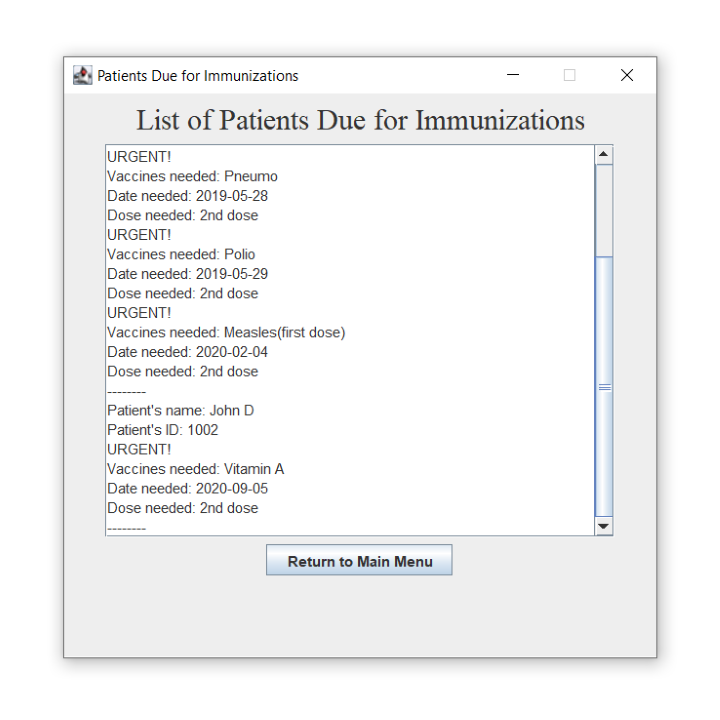 Patients Due for Immunizations
List of Patients Due for Immunizations
URGENT!
Vaccines needed: Pneumo
Date needed: 2019-05-28
Dose needed: 2nd dose
URGENT!
Vaccines needed: Polio
Date needed: 2019-05-29
Dose needed: 2nd dose
URGENT!
Vaccines needed: Measles(first dose)
Date needed: 2020-02-04
Dose needed: 2nd dose
--------
Patient's name: John D
Patient's ID: 1002
URGENT!
Vaccines needed: Vitamin A
Date needed: 2020-09-05
Dose needed: 2nd dose
--------
Return to Main Menu